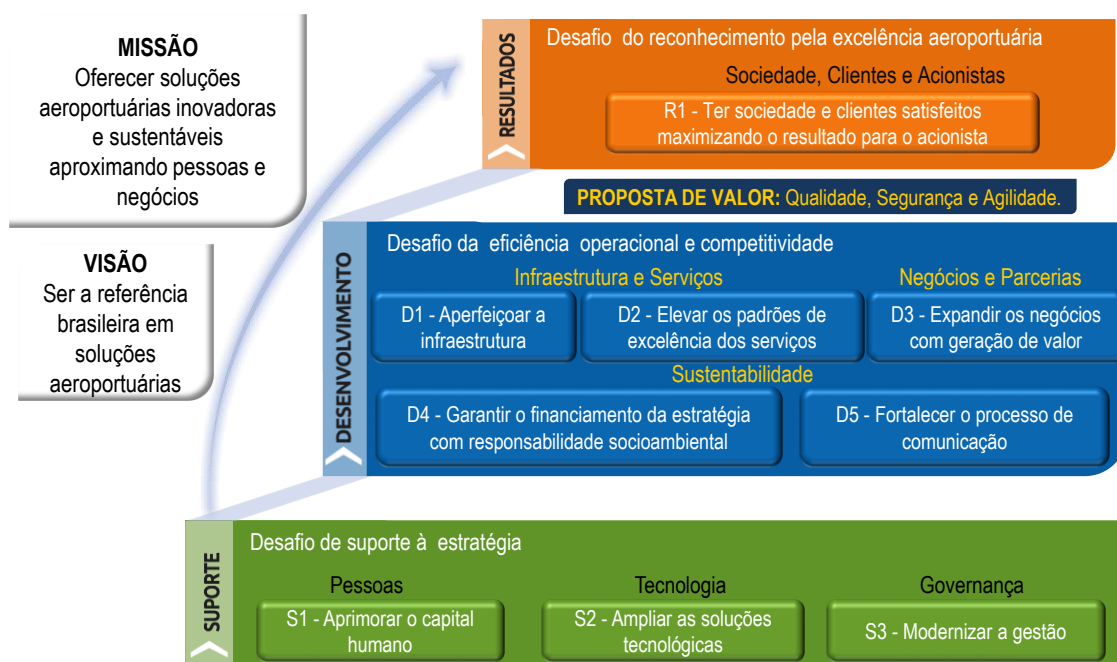 MISSÃO
Oferecer soluções
aeroportuárias inovadoras
e sustentáveis
aproximando pessoas e
negócios
VISÃO
Ser a referência
brasileira em
soluções
aeroportuárias
RESULTADOS
Desafio do reconhecimento pela excelência aeroportuária
Sociedade, Clientes e Acionistas
R1 - Ter sociedade e clientes satisfeitos
maximizando o resultado para o acionista
PROPOSTA DE VALOR: Qualidade, Segurança e Agilidade.
DESENVOLVIMENTO
Desafio da eficiência operacional e competitividade
Infraestrutura e Serviços
Negócios e Parcerias
D1 - Aperfeiçoar a
infraestrutura
D2 - Elevar os padrões de
excelência dos serviços
D3 - Expandir os negócios
com geração de valor
Sustentabilidade
D4 - Garantir o financiamento da estratégia
com responsabilidade socioambiental
D5 - Fortalecer o processo de
comunicação
SUPORTE
Desafio de suporte à estratégia
Pessoas
Tecnologia
Governança
S1 - Aprimorar o capital
humano
S2 - Ampliar as soluções
tecnológicas
S3 - Modernizar a gestão